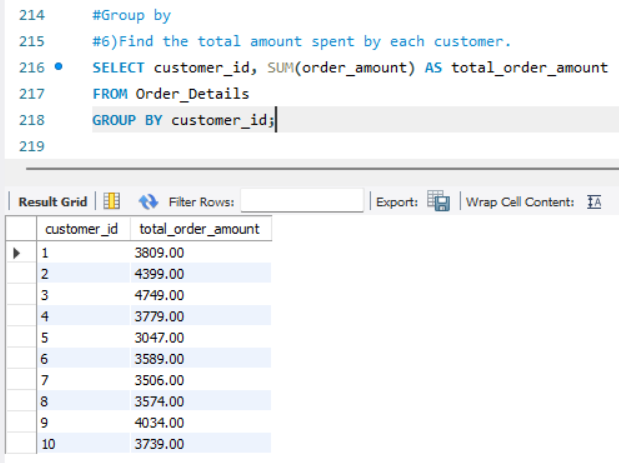 214 #Group by
215 #6)Find the total amount spent by each customer.
216 SELECT customer_id, SUM(order_amount) AS total_order_amount
217 FROM Order_Details
218 GROUP BY customer_id;
219
Result Grid Filter Rows: Export: Wrap Cell Content: IA
customer_id total_order_amount
1 3809.00
2 4399.00
3 4749.00
4 3779.00
5 3047.00
6 3589.00
7 3506.00
8 3574.00
9 4034.00
10 3739.00